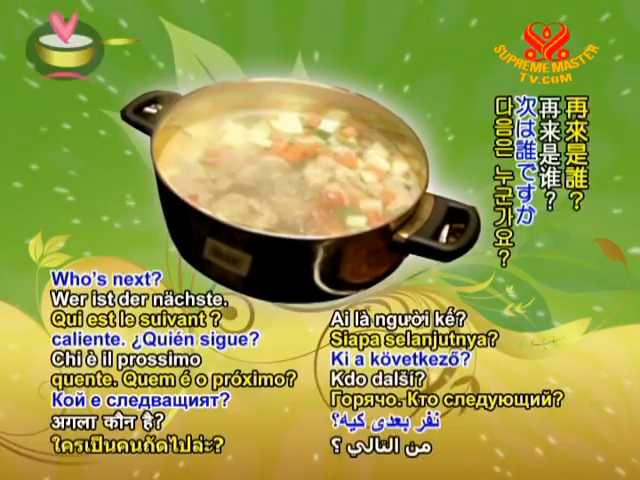 SUPREME MASTER
TV.COM
再來是誰？
再来是谁？
次は誰ですか
다음은 누군가요？
Who's next?
Wer ist der nächste.
Qui est le suivant ?
caliente. ¿Quién sigue?
Chi è il prossimo
quente. Quem é o próximo?
Кой е следващият?
अगला कौन है?
ใครเป็นคนถัดไปล่ะ?
Ai là người kế?
Siapa selanjutnya?
Ki a következő?
Kdo další?
Горячо. Кто следующий?
نفر بعدی کیه؟
من التالي ؟